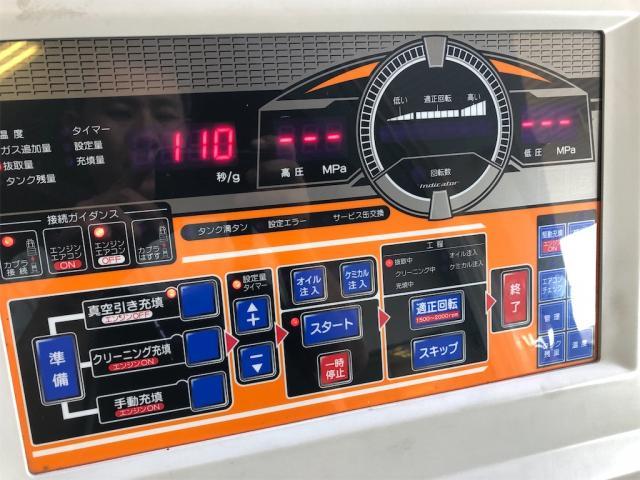 低い 適正回転 高い
温度 タイマー
ガス追加量 設定量
抜取量 充填量
タンク残量
110
秒/g
---
高圧 MPa
---
低圧 MPa
回転数
Indicator
接続ガイダンス
カプラ接続
エンジン エアコン ON
エンジン エアコン OFF
カプラはずす
タンク満タン 設定エラー サービス缶交換
準備
真空引き充填
エンジンOFF
クリーニング充填
エンジンON
手動充填
エンジンON
設定量
タイマー
+
−
オイル注入
ケミカル注入
スタート
一時停止
工程
抜取中 オイル注入
クリーニング中 ケミカル注入
充填中
適正回転
1500～2000rpm
スキップ
終了
エンジンON
管理
温度